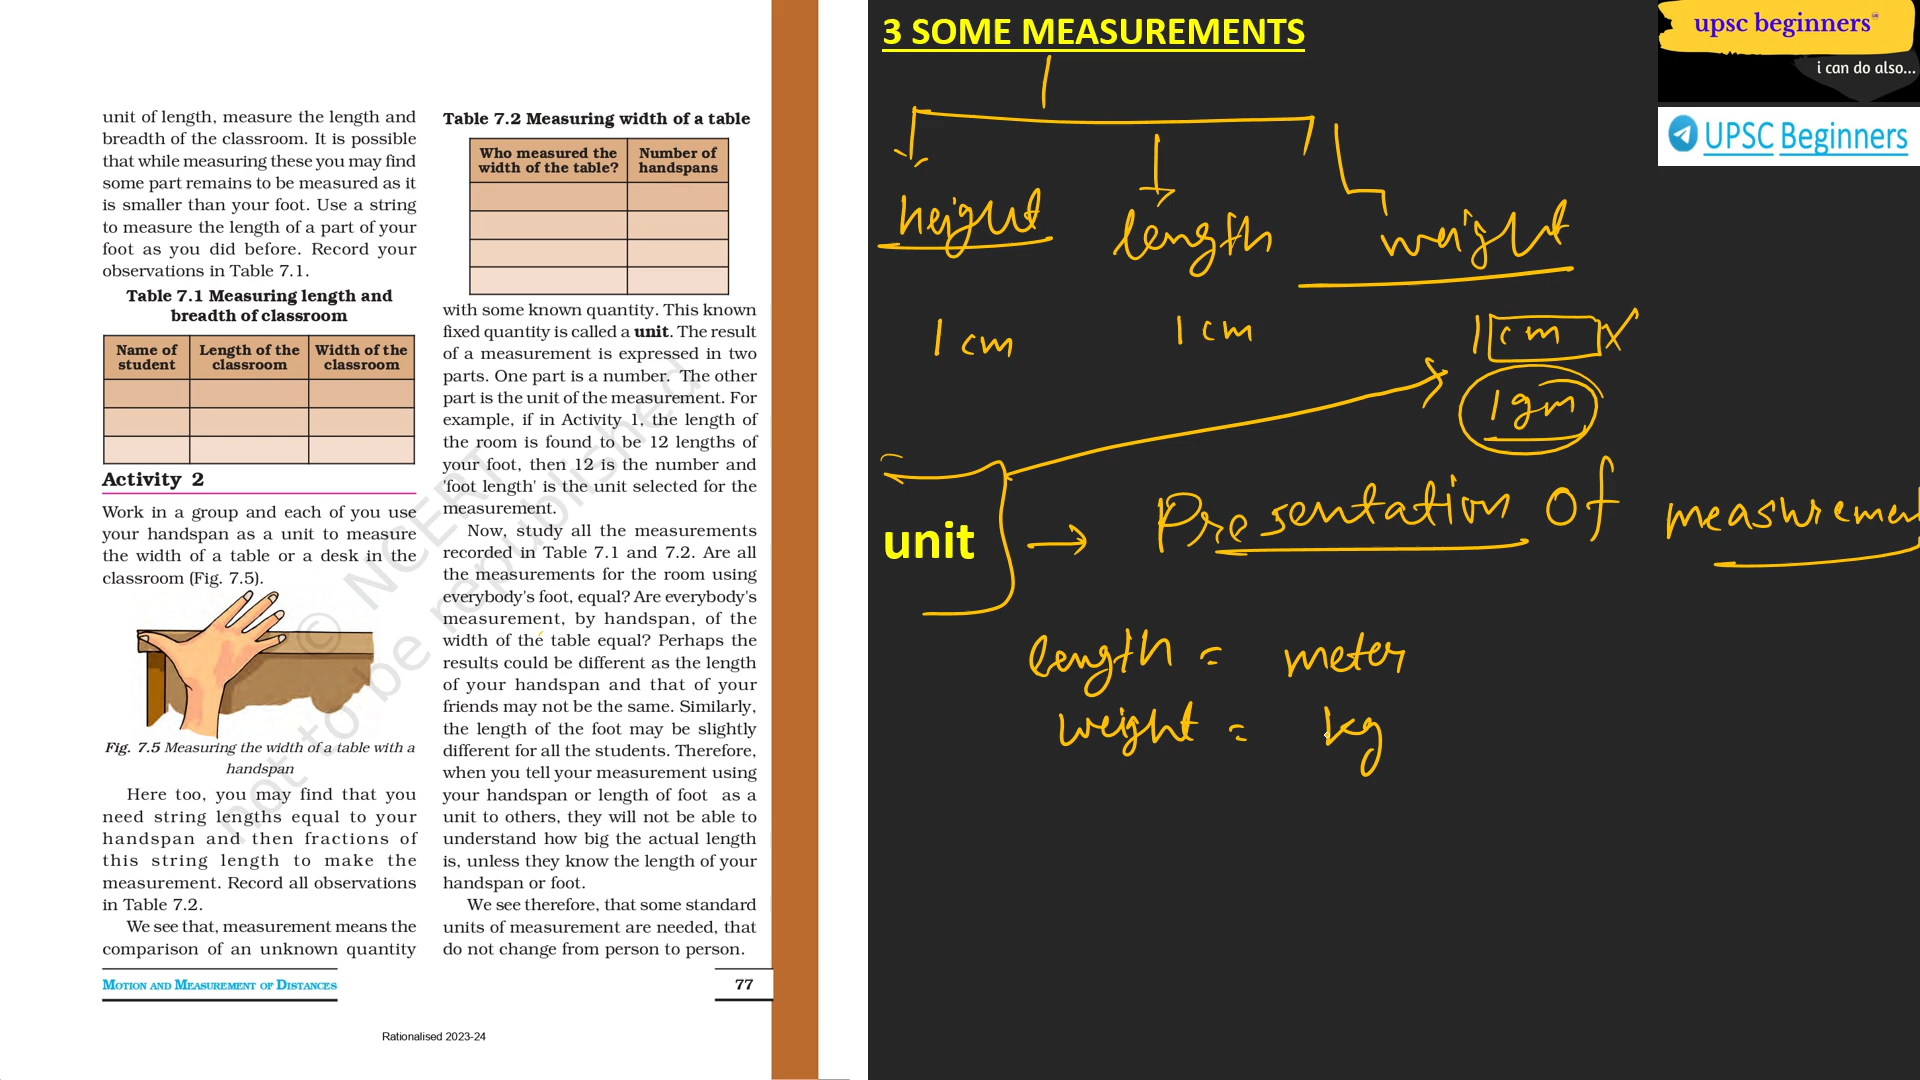 unit of length, measure the length and
breadth of the classroom. It is possible
that while measuring these you may find
some part remains to be measured as it
is smaller than your foot. Use a string
to measure the length of a part of your
foot as you did before. Record your
observations in Table 7.1.
Table 7.1 Measuring length and
breadth of classroom
Name of student
Length of the classroom
Width of the classroom
Activity 2
Work in a group and each of you use
your handspan as a unit to measure
the width of a table or a desk in the
classroom (Fig. 7.5).
Fig. 7.5 Measuring the width of a table with a
handspan
Here too, you may find that you
need string lengths equal to your
handspan and then fractions of
this string length to make the
measurement. Record all observations
in Table 7.2.
We see that, measurement means the
comparison of an unknown quantity
Table 7.2 Measuring width of a table
Who measured the width of the table?
Number of handspans
with some known quantity. This known
fixed quantity is called a unit. The result
of a measurement is expressed in two
parts. One part is a number. The other
part is the unit of the measurement. For
example, if in Activity 1, the length of
the room is found to be 12 lengths of
your foot, then 12 is the number and
'foot length' is the unit selected for the
measurement.
Now, study all the measurements
recorded in Table 7.1 and 7.2. Are all
the measurements for the room using
everybody's foot, equal? Are everybody's
measurement, by handspan, of the
width of the table equal? Perhaps the
results could be different as the length
of your handspan and that of your
friends may not be the same. Similarly,
the length of the foot may be slightly
different for all the students. Therefore,
when you tell your measurement using
your handspan or length of foot as a
unit to others, they will not be able to
understand how big the actual length
is, unless they know the length of your
handspan or foot.
We see therefore, that some standard
units of measurement are needed, that
do not change from person to person.
© NCERT
not to be republished
MOTION AND MEASUREMENT OF DISTANCES
77
Rationalised 2023-24
3 SOME MEASUREMENTS
height length weight
1 cm 1 cm 1 cm x
1 gm
unit → Presentation of measuremen
length = meter
weight = kg
upsc beginners
i can do also...
UPSC Beginners